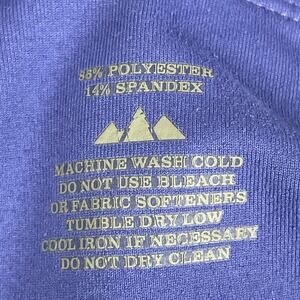 86% POLYESTER
14% SPANDEX
MACHINE WASH COLD
DO NOT USE BLEACH
OR FABRIC SOFTENERS
TUMBLE DRY LOW
COOL IRON IF NECESSARY
DO NOT DRY CLEAN